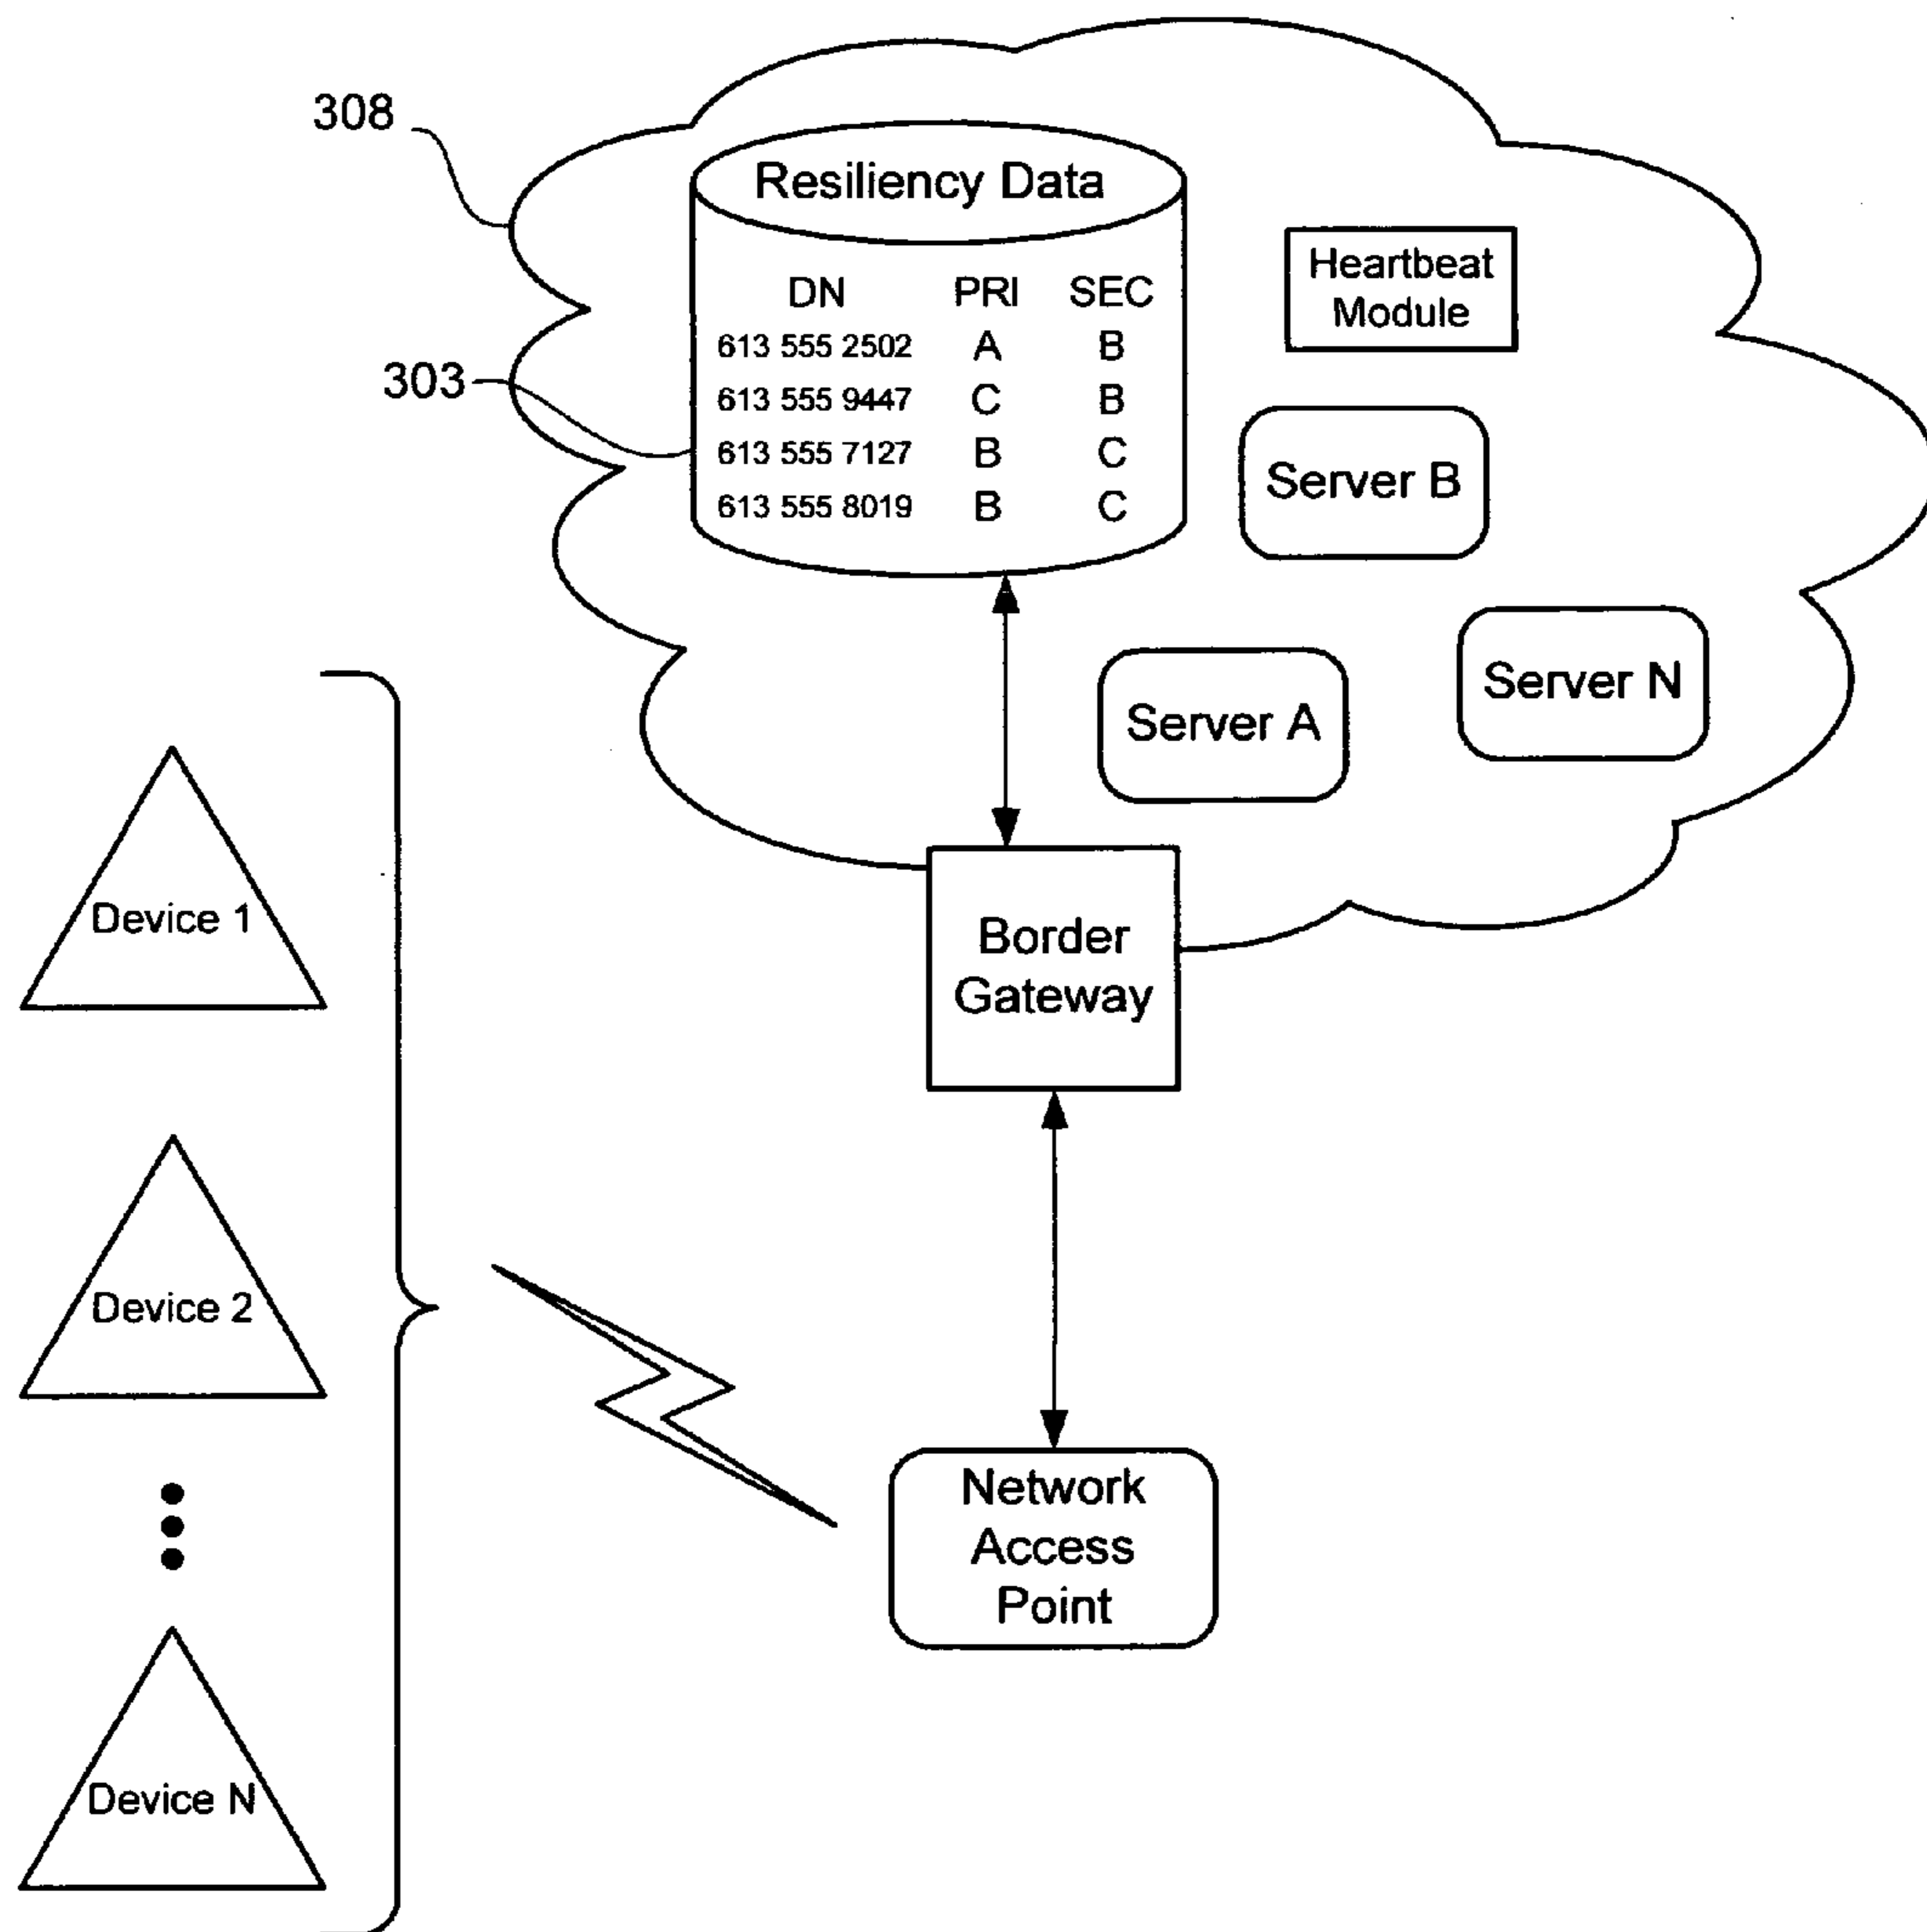 308
Resiliency Data
Heartbeat
Module
DN PRI SEC
613 555 2502 A B
303
613 555 9447 C B
613 555 7127 B C
613 555 8019 B C
Server B
Server N
Server A
Device 1
Border
Gateway
Device 2
Network
Access
Point
Device N